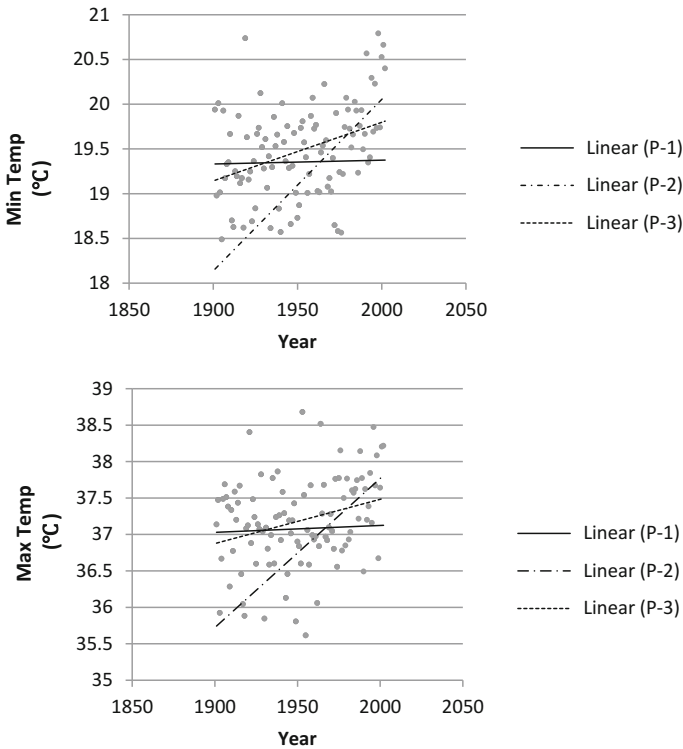 21
20.5
20
19.5
19
18.5
18
Min Temp
(°C)
1850 1900 1950 2000 2050
Year
Linear (P-1)
Linear (P-2)
Linear (P-3)
39
38.5
38
37.5
37
36.5
36
35.5
35
Max Temp
(°C)
1850 1900 1950 2000 2050
Year
Linear (P-1)
Linear (P-2)
Linear (P-3)